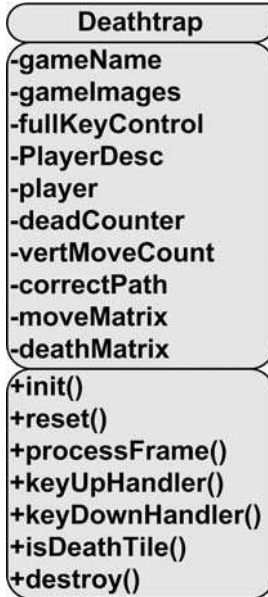 Deathtrap
-gameName
-gameImages
-fullKeyControl
-PlayerDesc
-player
-deadCounter
-vertMoveCount
-correctPath
-moveMatrix
-deathMatrix
+init()
+reset()
+processFrame()
+keyUpHandler()
+keyDownHandler()
+isDeathTile()
+destroy()